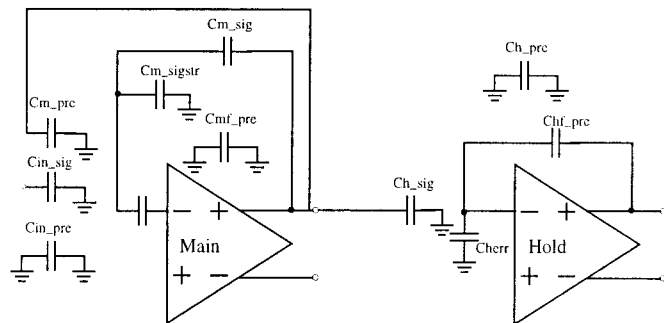 Cm_sig
Cm_sigstr
Ch_pre
Cm_pre
Cmf_pre
Chf_pre
Cin_sig
Ch_sig
Cin_pre
− +
Main
+ −
Cherr
− +
Hold
+ −